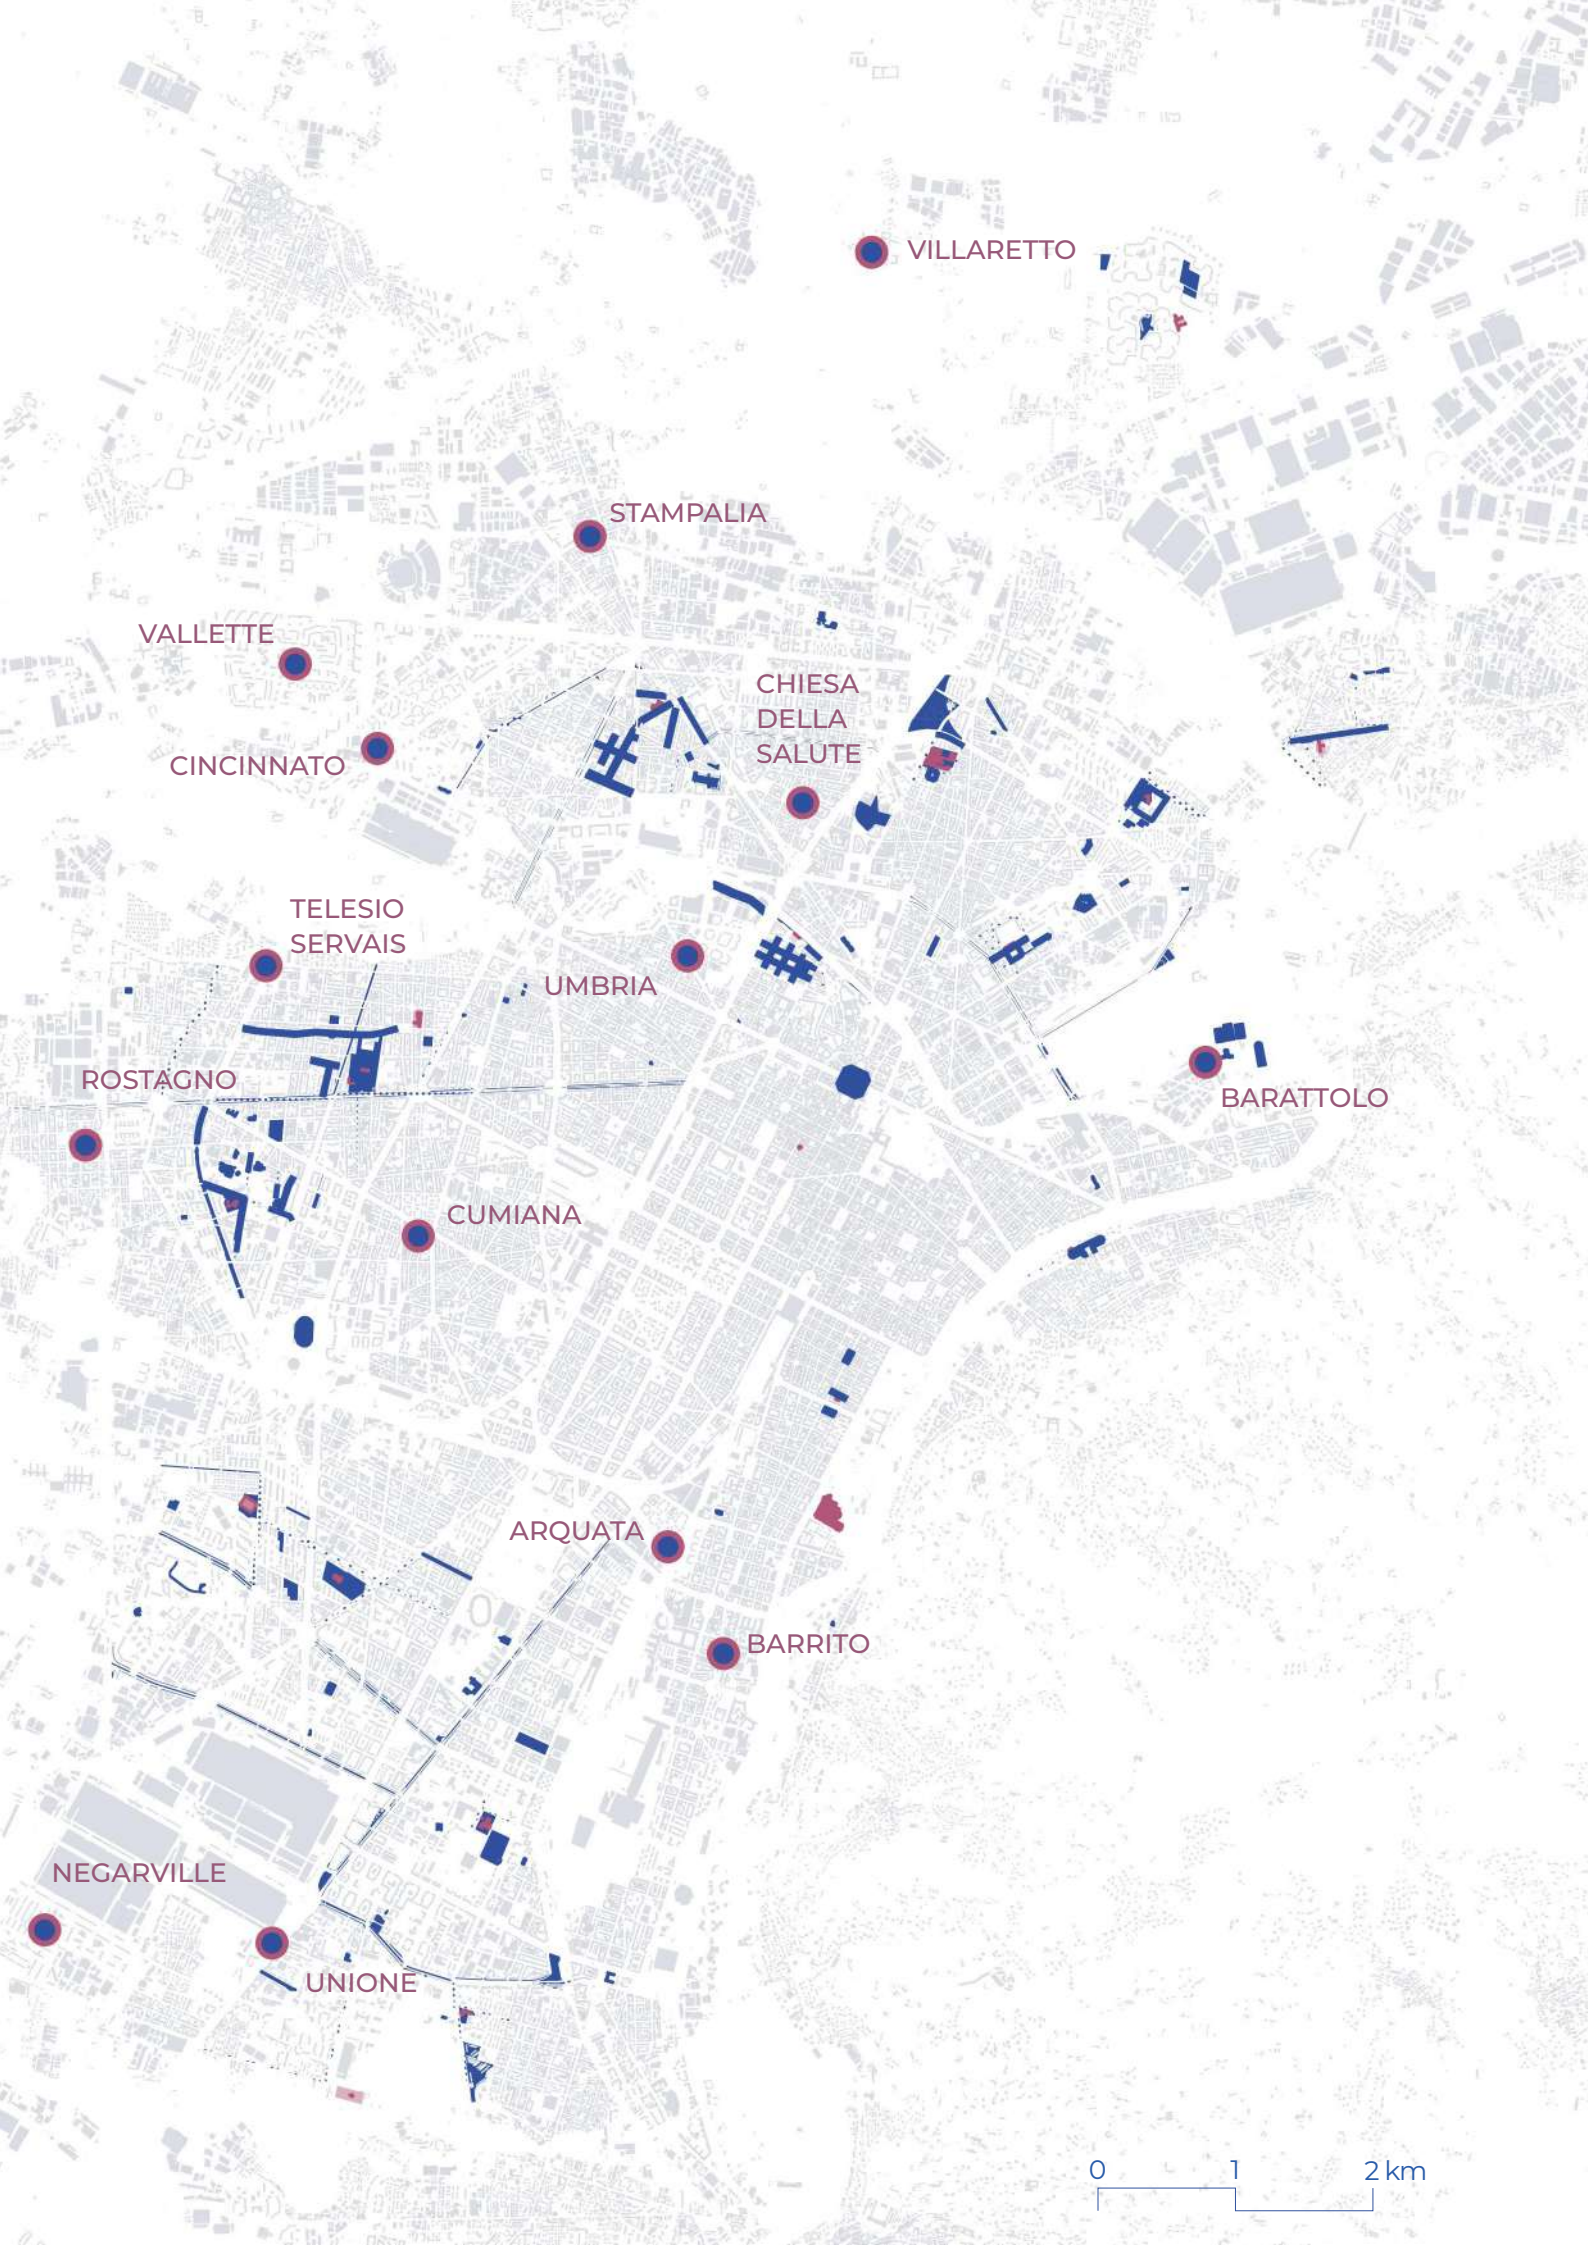 VILLARETTO
STAMPALIA
VALLETTE
CHIESA
DELLA
SALUTE
CINCINNATO
TELESIO
SERVAIS
UMBRIA
ROSTAGNO
BARATTOLO
CUMIANA
ARQUATA
BARRITO
NEGARVILLE
UNIONE
0 1 2 km